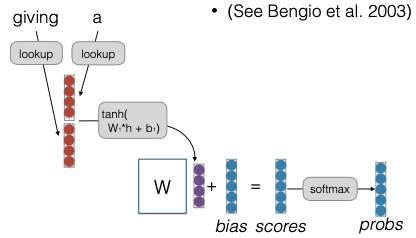 giving a
• (See Bengio et al. 2003)
lookup lookup
tanh(
W₁*h + b₁)
W + =
softmax
bias scores probs